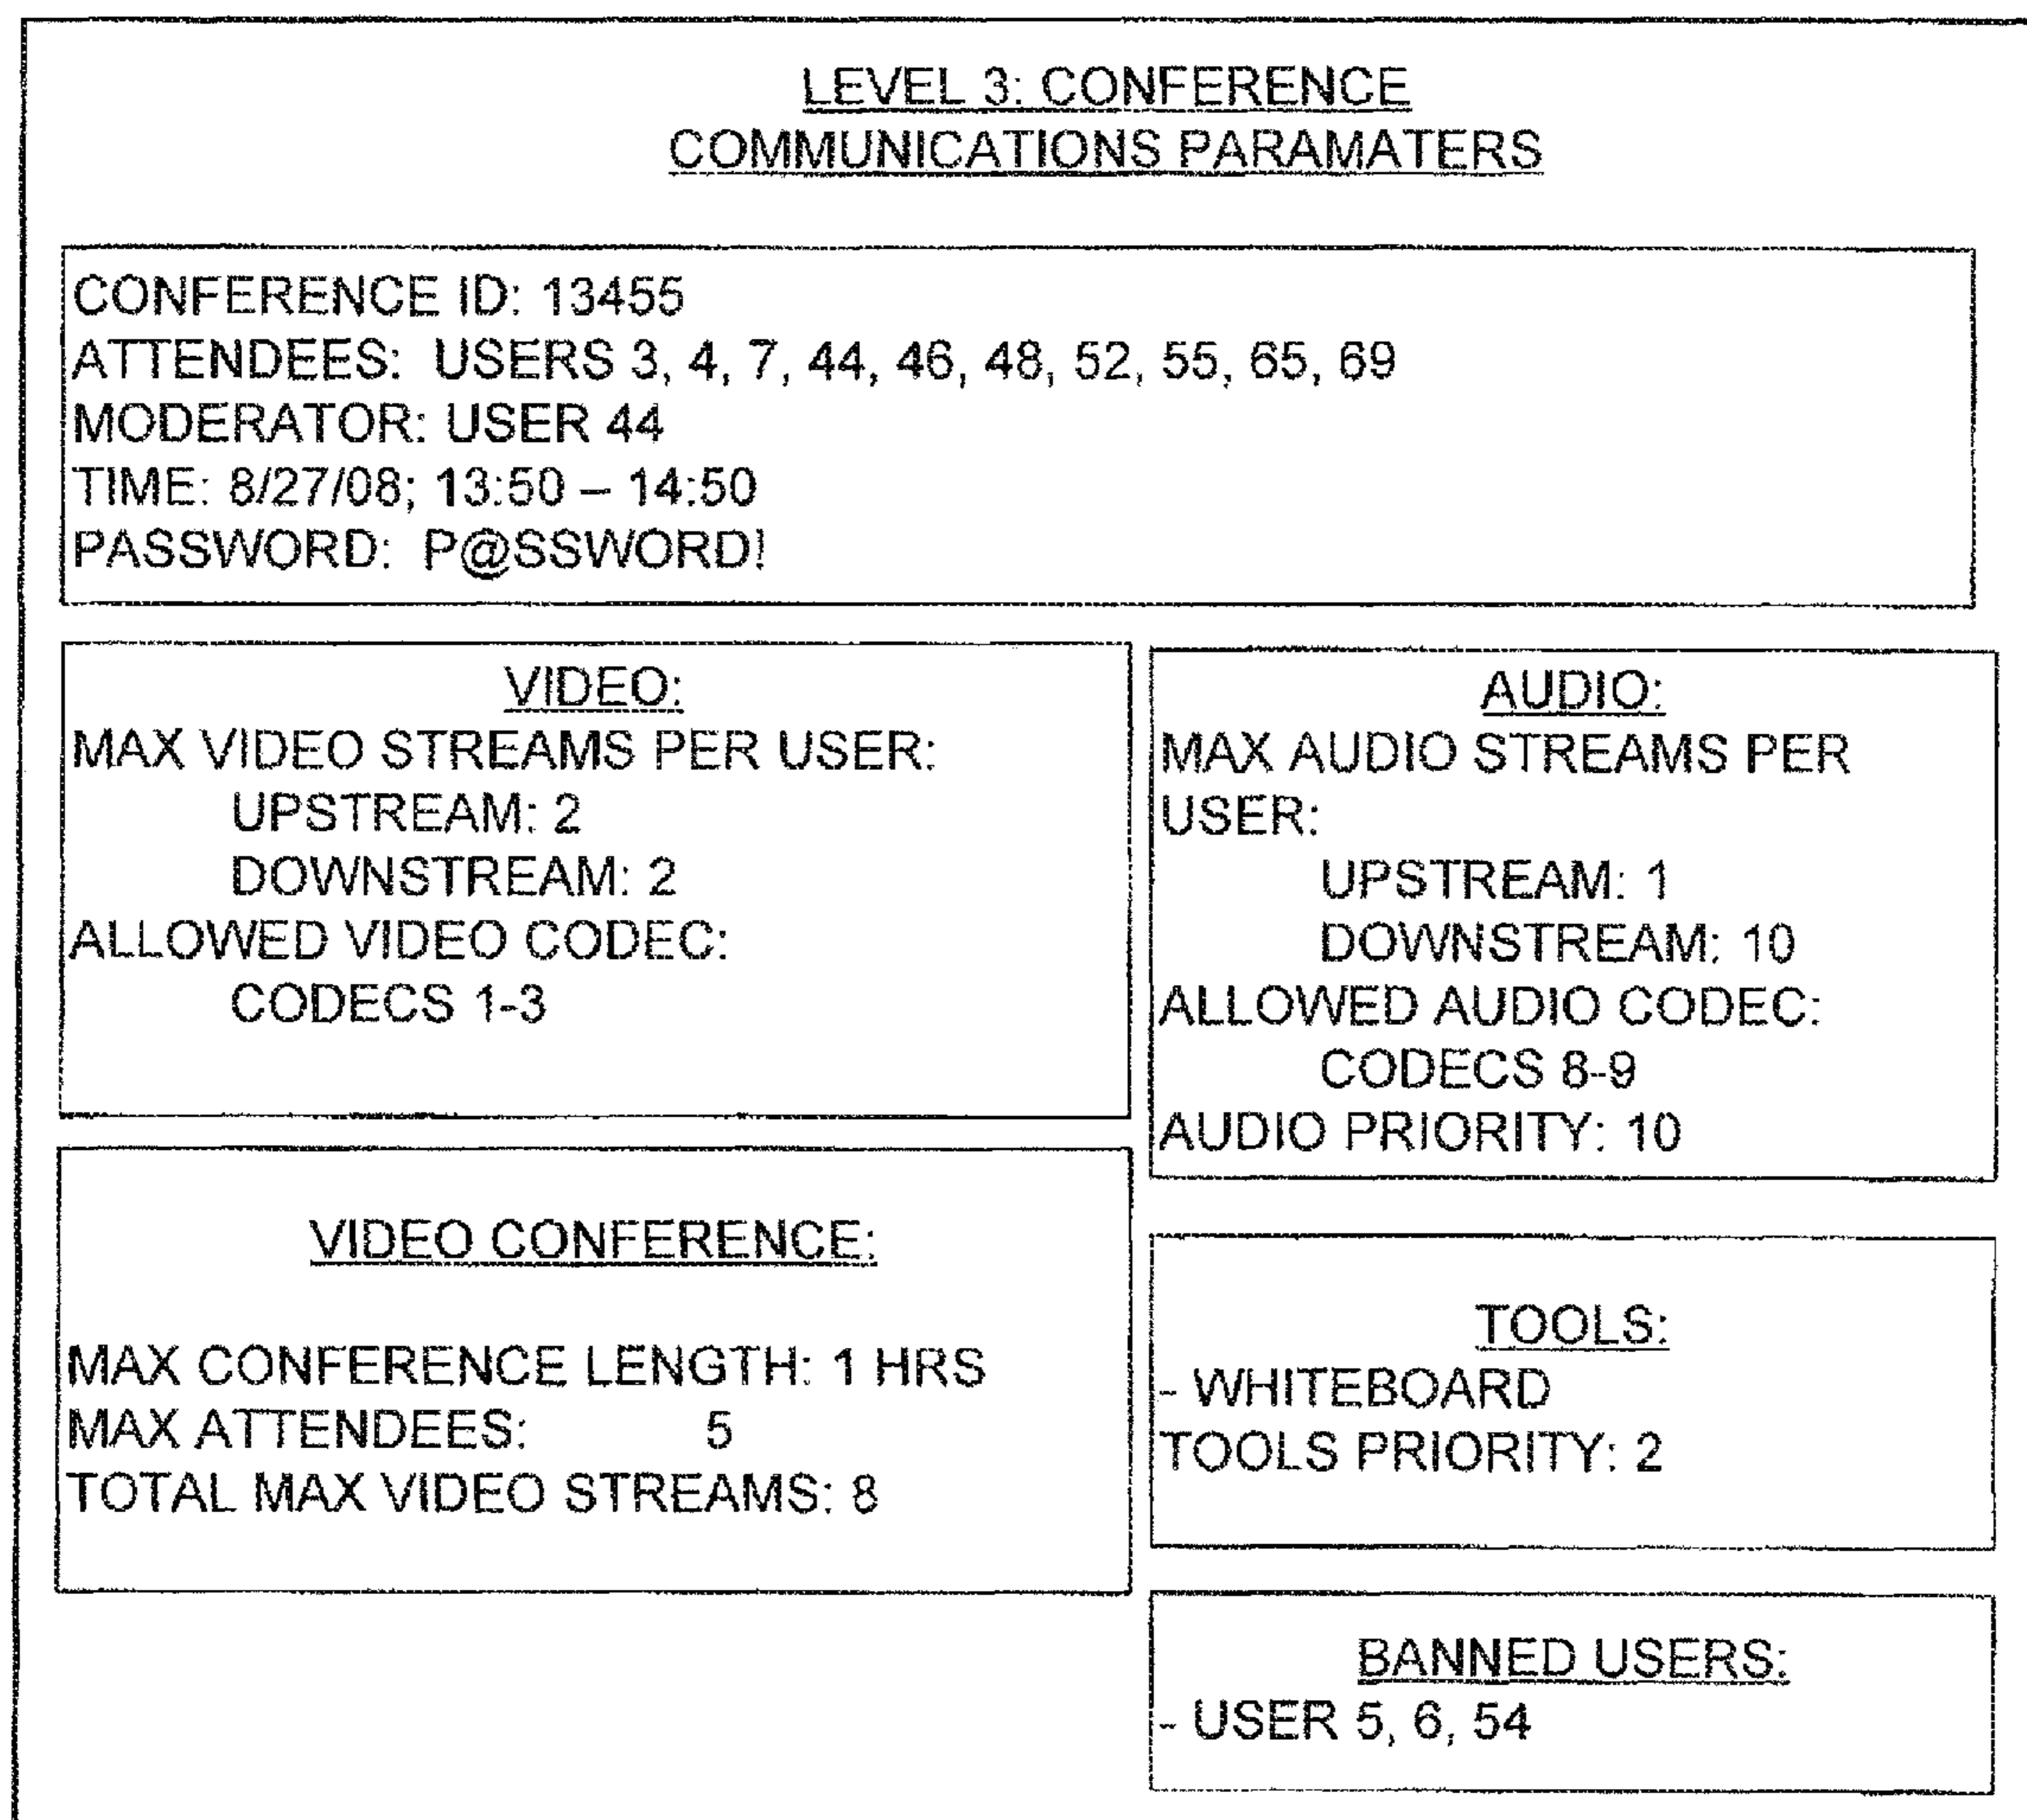 LEVEL 3: CONFERENCE
COMMUNICATIONS PARAMATERS
CONFERENCE ID: 13455
ATTENDEES: USERS 3, 4, 7, 44, 46, 48, 52, 55, 65, 69
MODERATOR: USER 44
TIME: 8/27/08; 13:50 – 14:50
PASSWORD: P@SSWORD!
VIDEO:
MAX VIDEO STREAMS PER USER:
UPSTREAM: 2
DOWNSTREAM: 2
ALLOWED VIDEO CODEC:
CODECS 1-3
AUDIO:
MAX AUDIO STREAMS PER
USER:
UPSTREAM: 1
DOWNSTREAM: 10
ALLOWED AUDIO CODEC:
CODECS 8-9
AUDIO PRIORITY: 10
VIDEO CONFERENCE:
MAX CONFERENCE LENGTH: 1 HRS
MAX ATTENDEES: 5
TOTAL MAX VIDEO STREAMS: 8
TOOLS:
- WHITEBOARD
TOOLS PRIORITY: 2
BANNED USERS:
- USER 5, 6, 54